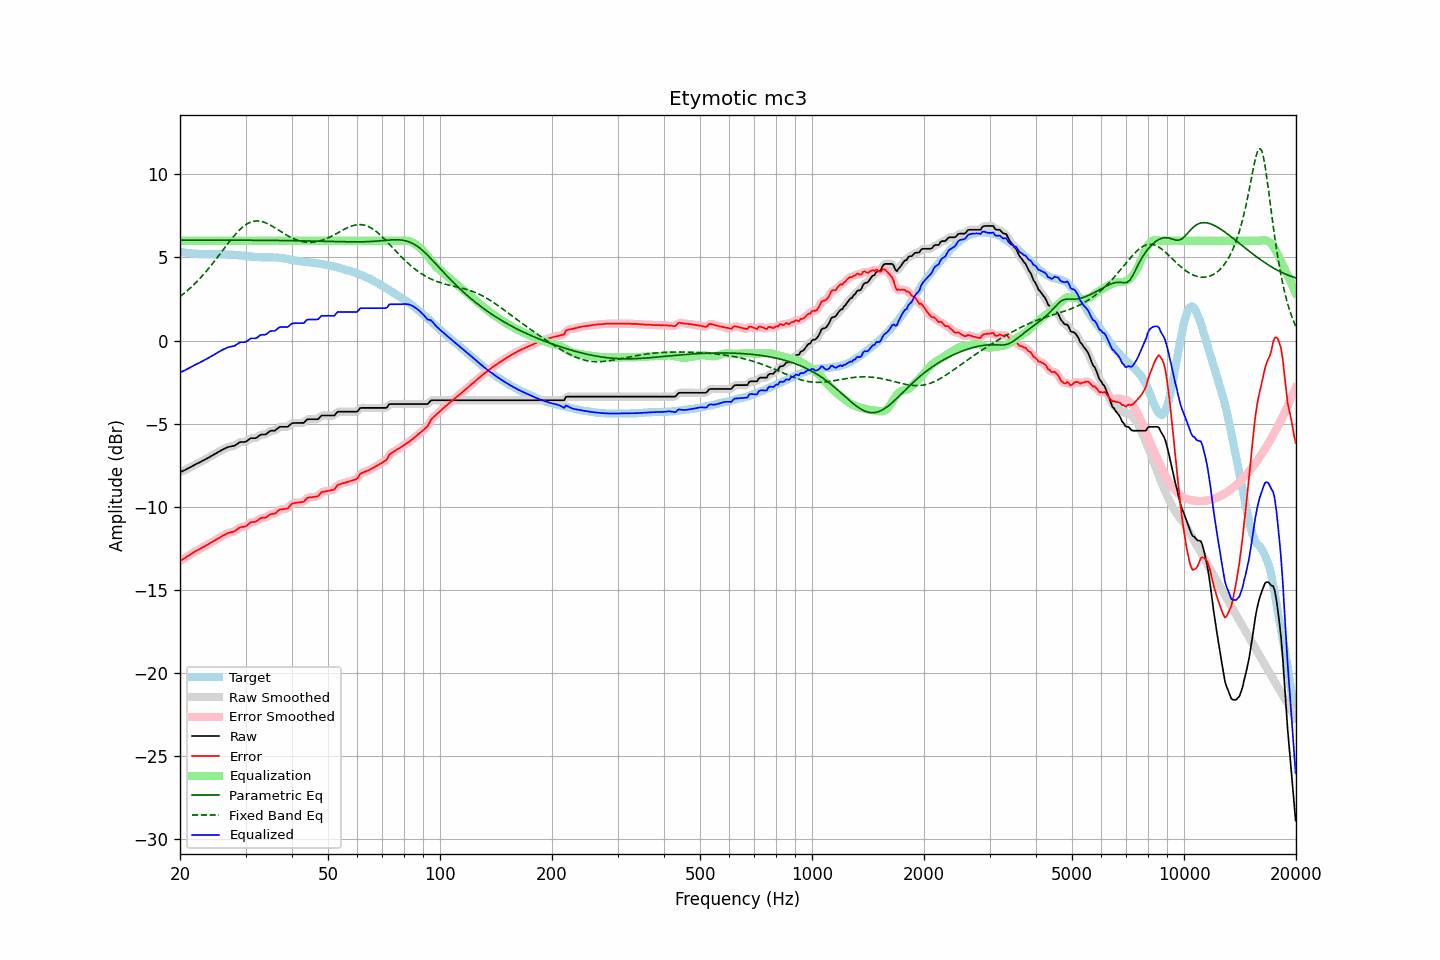 Etymotic mc3
Amplitude (dBr)
10
5
0
−5
−10
−15
−20
−25
−30
Target
Raw Smoothed
Error Smoothed
Raw
Error
Equalization
Parametric Eq
Fixed Band Eq
Equalized
20 50 100 200 500 1000 2000 5000 10000 20000
Frequency (Hz)